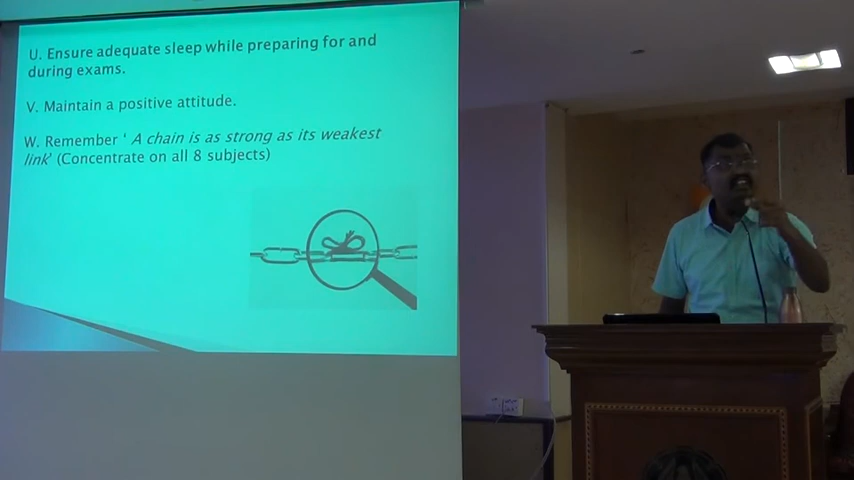 U. Ensure adequate sleep while preparing for and
during exams.
V. Maintain a positive attitude.
W. Remember ' A chain is as strong as its weakest
link' (Concentrate on all 8 subjects)